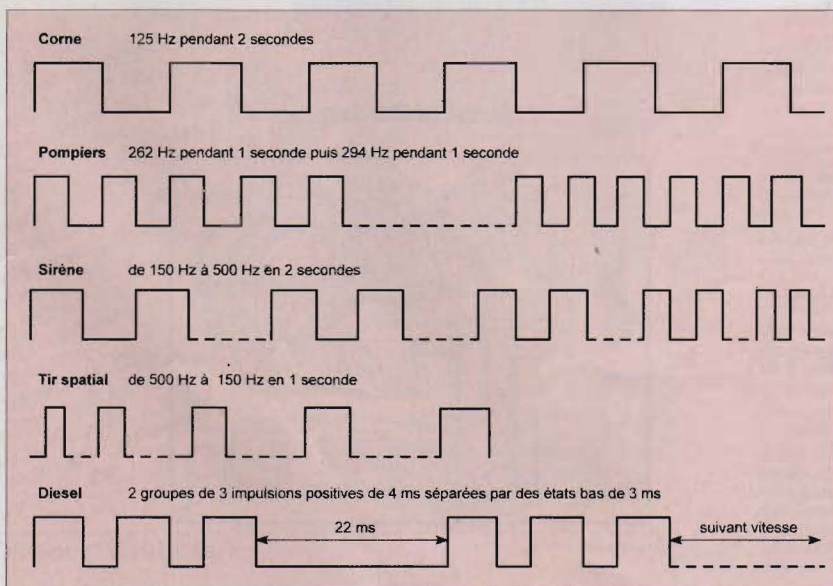 Corne 125 Hz pendant 2 secondes
Pompiers 262 Hz pendant 1 seconde puis 294 Hz pendant 1 seconde
Sirène de 150 Hz à 500 Hz en 2 secondes
Tir spatial de 500 Hz à 150 Hz en 1 seconde
Diesel 2 groupes de 3 impulsions positives de 4 ms séparées par des états bas de 3 ms
22 ms
suivant vitesse